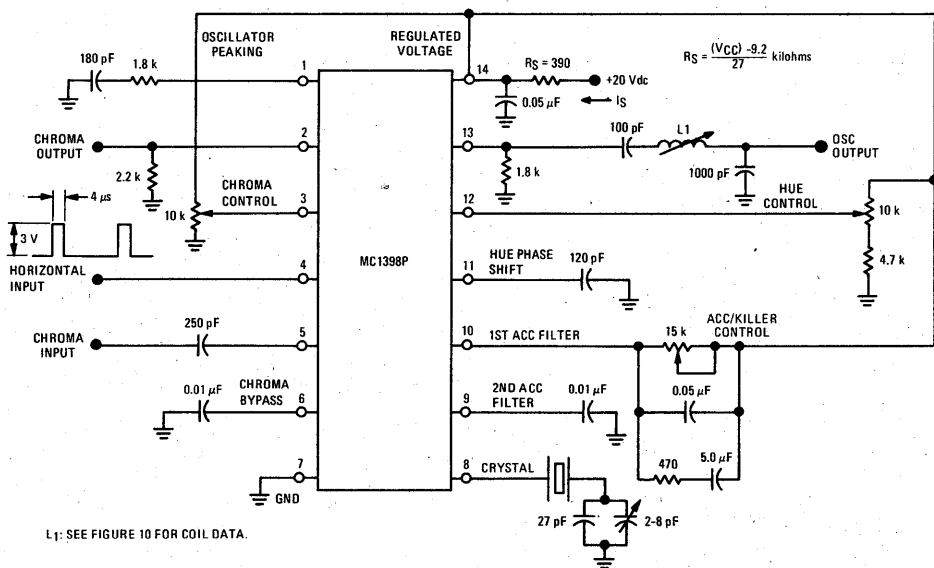 OSCILLATOR
PEAKING
REGULATED
VOLTAGE
RS = (VCC) -9.2
27
kilohms
180 pF
1.8 k
1
14
RS = 390
+20 Vdc
IS
0.05 µF
CHROMA
OUTPUT
2
2.2 k
13
100 pF
L1
OSC
OUTPUT
1.8 k
1000 pF
4 µs
3 V
10 k
CHROMA
CONTROL
3
12
HUE
CONTROL
10 k
4.7 k
HORIZONTAL
INPUT
4
MC1398P
11
HUE PHASE
SHIFT
120 pF
CHROMA
INPUT
250 pF
5
10
1ST ACC FILTER
15 k
ACC/KILLER
CONTROL
0.05 µF
470
5.0 µF
0.01 µF
CHROMA
BYPASS
6
9
2ND ACC
FILTER
0.01 µF
7
GND
8
CRYSTAL
27 pF
2-8 pF
L1: SEE FIGURE 10 FOR COIL DATA.